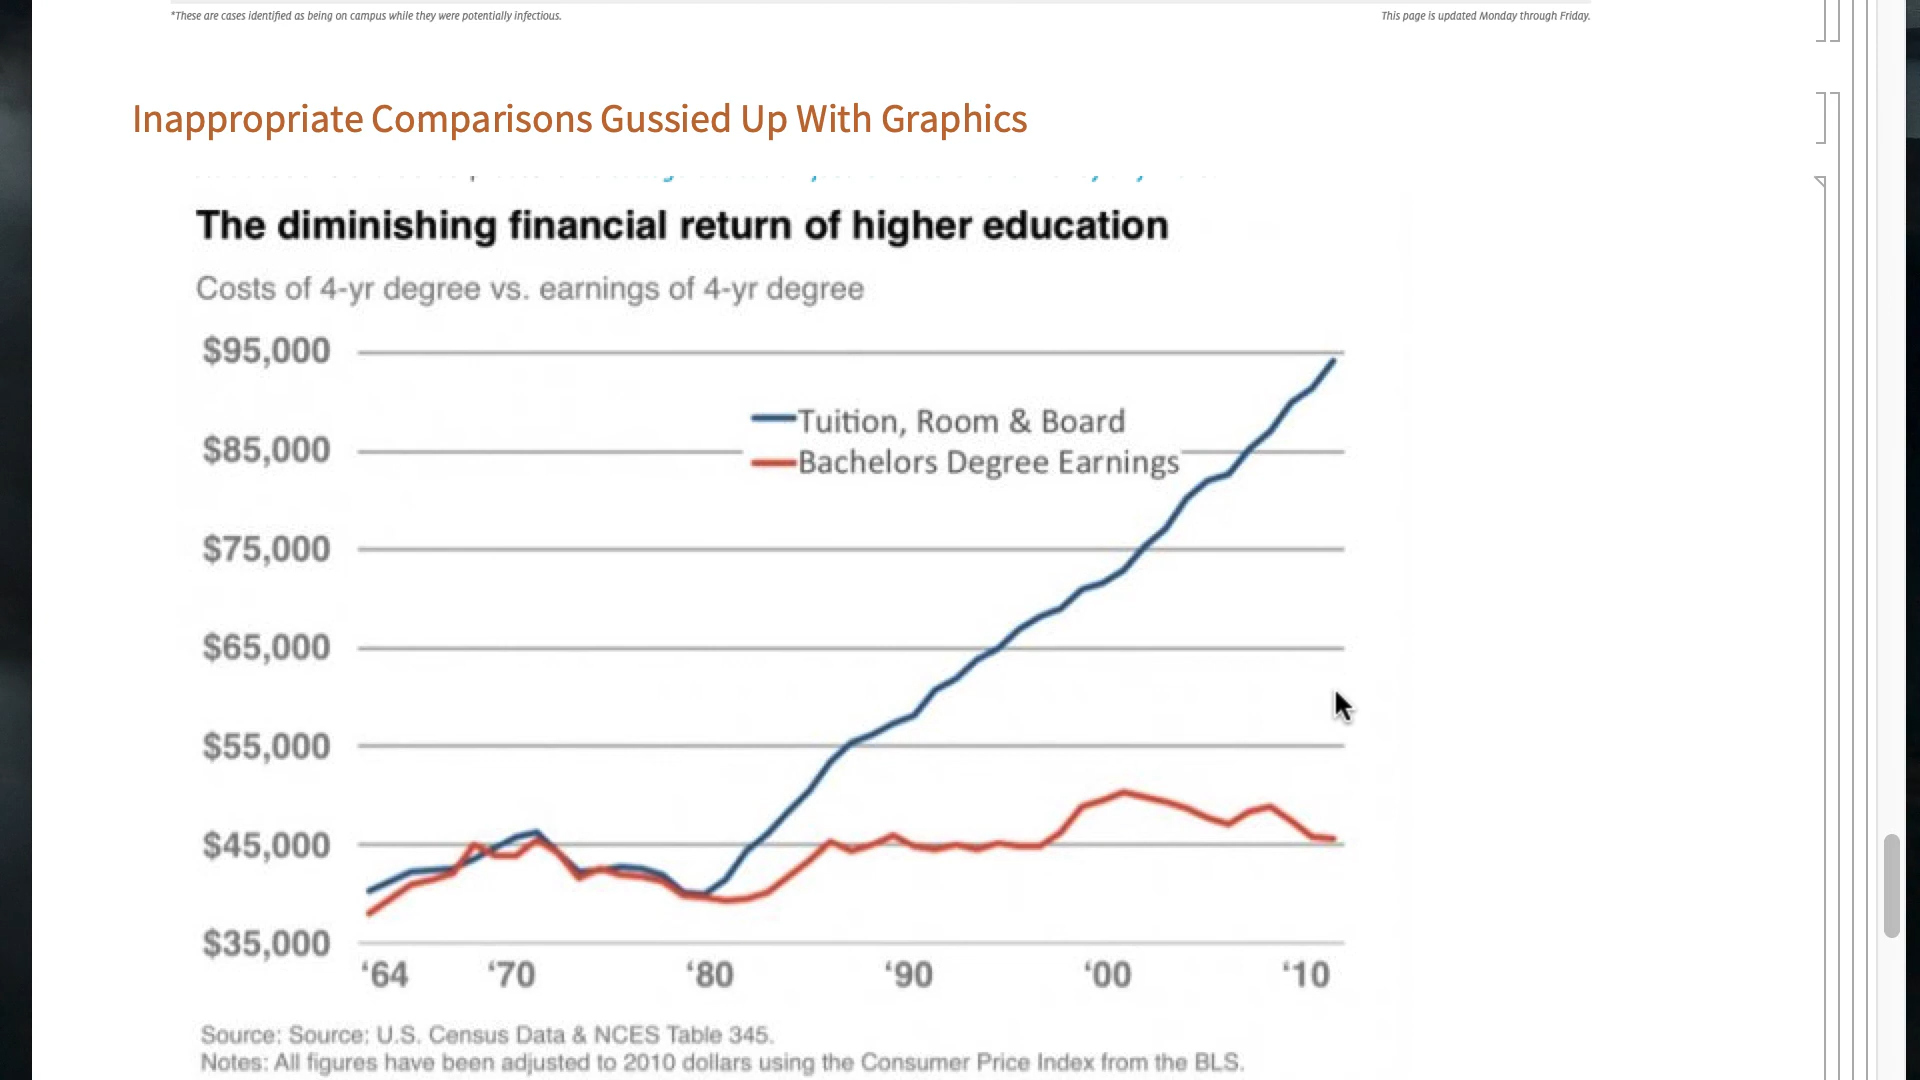 *These are cases identified as being on campus while they were potentially infectious.
This page is updated Monday through Friday.
Inappropriate Comparisons Gussied Up With Graphics
The diminishing financial return of higher education
Costs of 4-yr degree vs. earnings of 4-yr degree
$95,000
Tuition, Room & Board
$85,000
Bachelors Degree Earnings
$75,000
$65,000
$55,000
$45,000
$35,000
‘64 ‘70 ‘80 ‘90 ‘00 ‘10
Source: Source: U.S. Census Data & NCES Table 345.
Notes: All figures have been adjusted to 2010 dollars using the Consumer Price Index from the BLS.